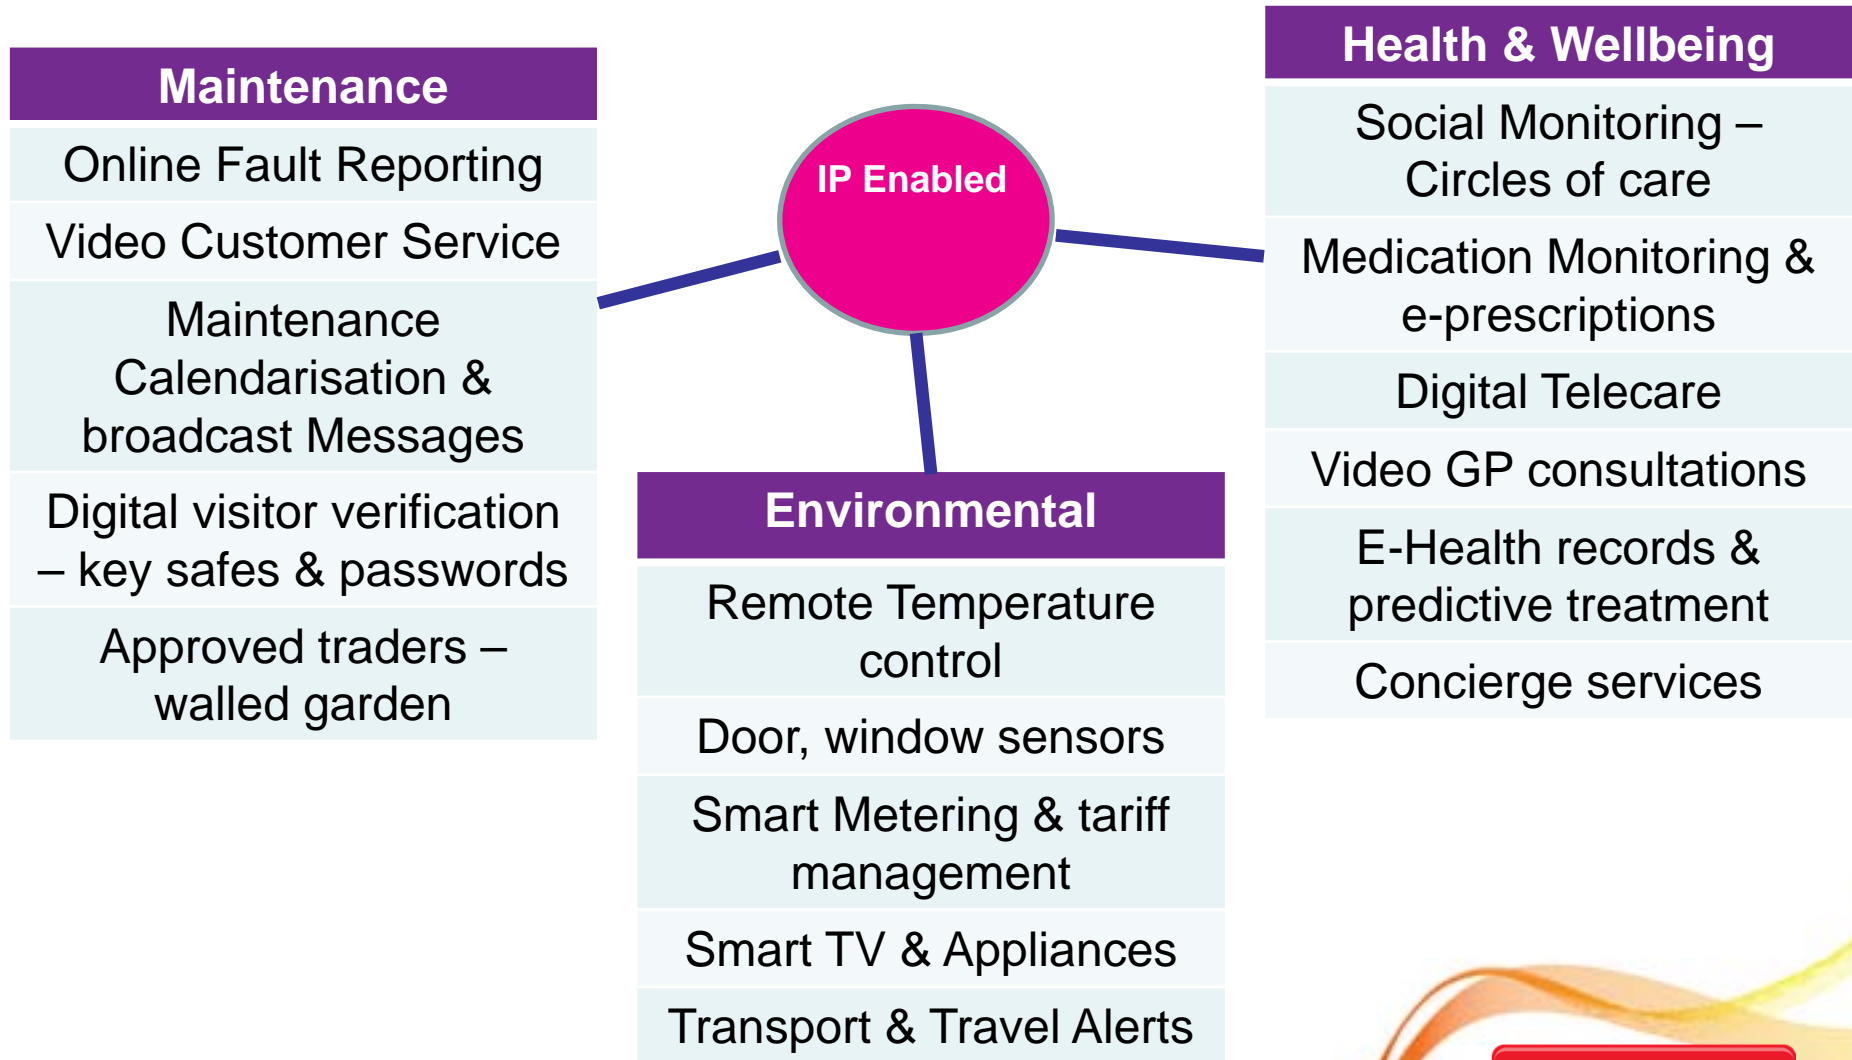 Maintenance
Online Fault Reporting
Video Customer Service
Maintenance
Calendarisation &
broadcast Messages
Digital visitor verification
– key safes & passwords
Approved traders –
walled garden
IP Enabled
Environmental
Remote Temperature
control
Door, window sensors
Smart Metering & tariff
management
Smart TV & Appliances
Transport & Travel Alerts
Health & Wellbeing
Social Monitoring –
Circles of care
Medication Monitoring &
e-prescriptions
Digital Telecare
Video GP consultations
E-Health records &
predictive treatment
Concierge services